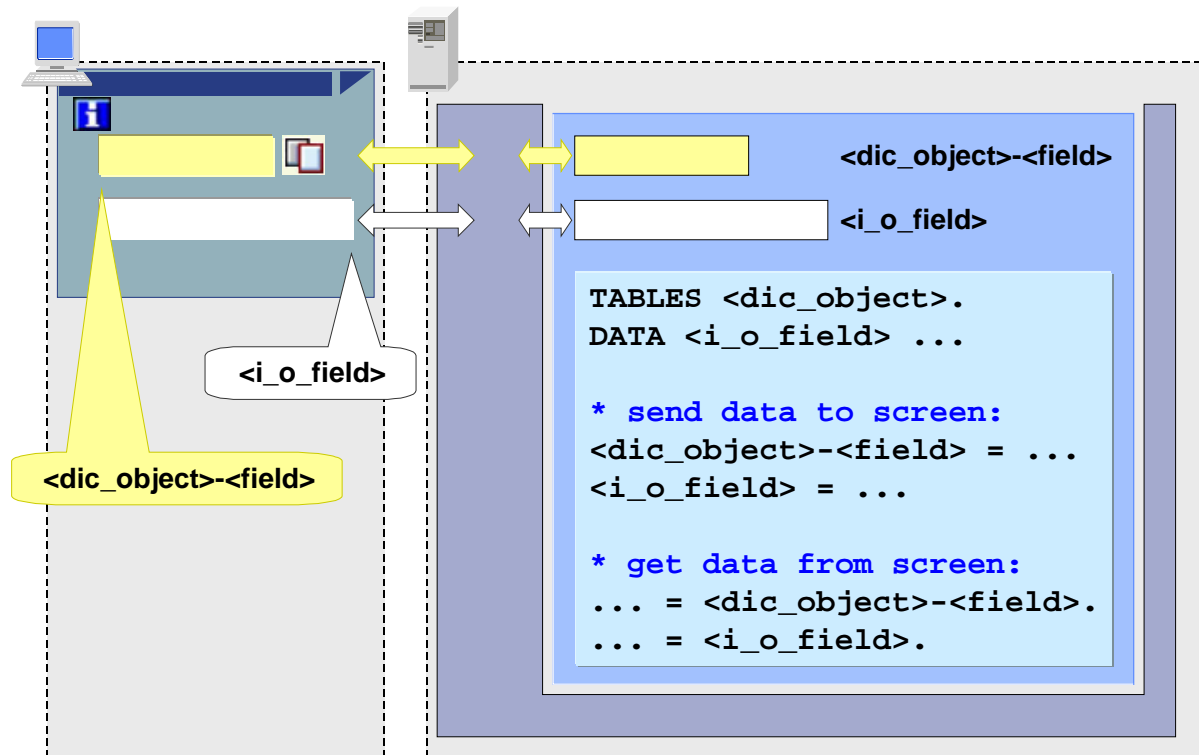 <dic_object>-<field>
<i_o_field>
TABLES <dic_object>.
DATA <i_o_field> ...
* send data to screen:
<dic_object>-<field> = ...
<i_o_field> = ...
* get data from screen:
... = <dic_object>-<field>.
... = <i_o_field>.
<i_o_field>
<dic_object>-<field>